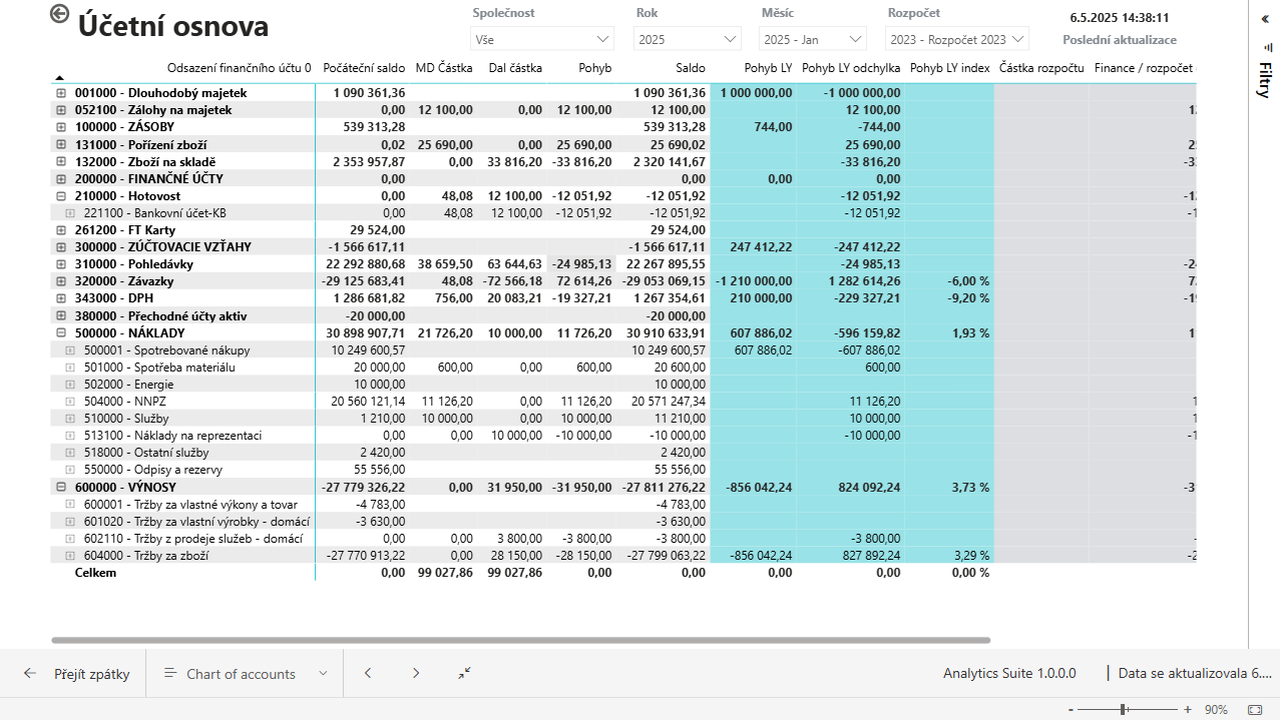 Účetní osnova
Společnost Rok Měsíc Rozpočet 6.5.2025 14:38:11
Vše 2025 2025 - Jan 2023 - Rozpočet 2023 Poslední aktualizace
Filtry
Odsazení finančního účtu 0 Počáteční saldo MD Částka Dal částka Pohyb Saldo Pohyb LY Pohyb LY odchylka Pohyb LY index Částka rozpočtu Finance / rozpočet
001000 - Dlouhodobý majetek 1 090 361,36 1 090 361,36 1 000 000,00 -1 000 000,00
052100 - Zálohy na majetek 0,00 12 100,00 0,00 12 100,00 12 100,00 12 100,00 1.
100000 - ZÁSOBY 539 313,28 539 313,28 744,00 -744,00
131000 - Pořízení zboží 0,02 25 690,00 0,00 25 690,00 25 690,02 25 690,00 2
132000 - Zboží na skladě 2 353 957,87 0,00 33 816,20 -33 816,20 2 320 141,67 -33 816,20 -3
200000 - FINANČNÉ ÚČTY 0,00 0,00 0,00 0,00
210000 - Hotovost 0,00 48,08 12 100,00 -12 051,92 -12 051,92 -12 051,92 -1
221100 - Bankovní účet-KB 0,00 48,08 12 100,00 -12 051,92 -12 051,92 -12 051,92 -1
261200 - FT Karty 29 524,00 29 524,00
300000 - ZÚČTOVACIE VZŤAHY -1 566 617,11 -1 566 617,11 247 412,22 -247 412,22
310000 - Pohledávky 22 292 880,68 38 659,50 63 644,63 -24 985,13 22 267 895,55 -24 985,13 -2
320000 - Závazky -29 125 683,41 48,08 -72 566,18 72 614,26 -29 053 069,15 -1 210 000,00 1 282 614,26 -6,00 % 7
343000 - DPH 1 286 681,82 756,00 20 083,21 -19 327,21 1 267 354,61 210 000,00 -229 327,21 -9,20 % -1
380000 - Přechodné účty aktiv -20 000,00 -20 000,00
500000 - NÁKLADY 30 898 907,71 21 726,20 10 000,00 11 726,20 30 910 633,91 607 886,02 -596 159,82 1,93 % 1
500001 - Spotrebované nákupy 10 249 600,57 10 249 600,57 607 886,02 -607 886,02
501000 - Spotřeba materiálu 20 000,00 600,00 0,00 600,00 20 600,00 600,00
502000 - Energie 10 000,00 10 000,00
504000 - NNPZ 20 560 121,14 11 126,20 0,00 11 126,20 20 571 247,34 11 126,20 1
510000 - Služby 1 210,00 10 000,00 0,00 10 000,00 11 210,00 10 000,00 1
513100 - Náklady na reprezentaci 0,00 0,00 10 000,00 -10 000,00 -10 000,00 -10 000,00 -1
518000 - Ostatní služby 2 420,00 2 420,00
550000 - Odpisy a rezervy 55 556,00 55 556,00
600000 - VÝNOSY -27 779 326,22 0,00 31 950,00 -31 950,00 -27 811 276,22 -856 042,24 824 092,24 3,73 % -3
600001 - Tržby za vlastné výkony a tovar -4 783,00 -4 783,00
601020 - Tržby za vlastní výrobky - domácí -3 630,00 -3 630,00
602110 - Tržby z prodeje služeb - domácí 0,00 0,00 3 800,00 -3 800,00 -3 800,00 -3 800,00 -
604000 - Tržby za zboží -27 770 913,22 0,00 28 150,00 -28 150,00 -27 799 063,22 -856 042,24 827 892,24 3,29 % -2
Celkem 0,00 99 027,86 99 027,86 0,00 0,00 0,00 0,00 0,00 %
Přejít zpátky Chart of accounts Analytics Suite 1.0.0.0 | Data se aktualizovala 6....
- + 90%